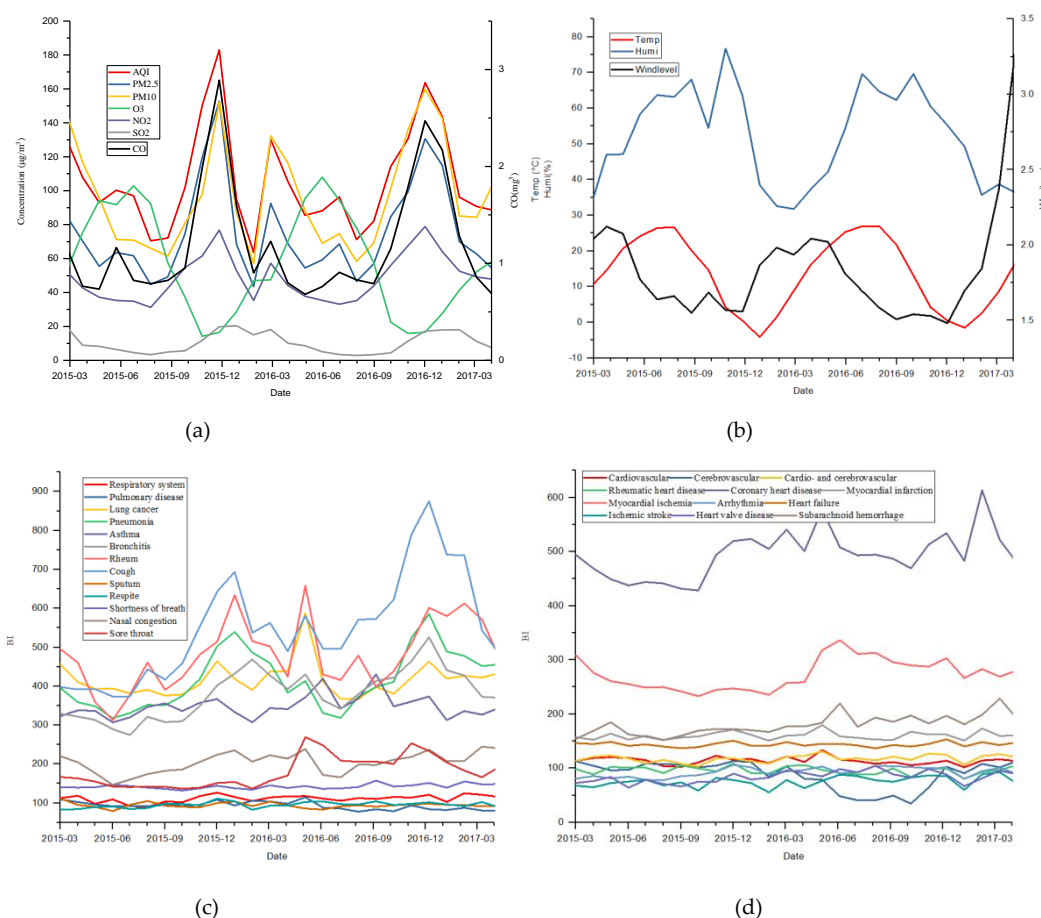 200
180
160
140
120
100
80
60
40
20
0
Concentration (μg/m³)
AQI
PM2.5
PM10
O3
NO2
SO2
CO
3
2
1
0
CO(mg³)
2015-03 2015-06 2015-09 2015-12 2016-03 2016-06 2016-09 2016-12 2017-03
Date
(a)
80
70
60
50
40
30
20
10
0
-10
Temp (°C)
Humi(%)
Temp
Humi
Windlevel
3.5
3.0
2.5
2.0
1.5
2015-03 2015-06 2015-09 2015-12 2016-03 2016-06 2016-09 2016-12 2017-03
Date
(b)
900
800
700
600
500
400
300
200
100
BI
Respiratory system
Pulmonary disease
Lung cancer
Pneumonia
Asthma
Bronchitis
Rheum
Cough
Sputum
Respite
Shortness of breath
Nasal congestion
Sore throat
2015-03 2015-06 2015-09 2015-12 2016-03 2016-06 2016-09 2016-12 2017-03
Date
(c)
600
500
400
300
200
100
0
BI
Cardiovascular Cerebrovascular Cardio- and cerebrovascular
Rheumatic heart disease Coronary heart disease Myocardial infarction
Myocardial ischemia Arrhythmia Heart failure
Ischemic stroke Heart valve disease Subarachnoid hemorrhage
2015-03 2015-06 2015-09 2015-12 2016-03 2016-06 2016-09 2016-12 2017-03
Date
(d)